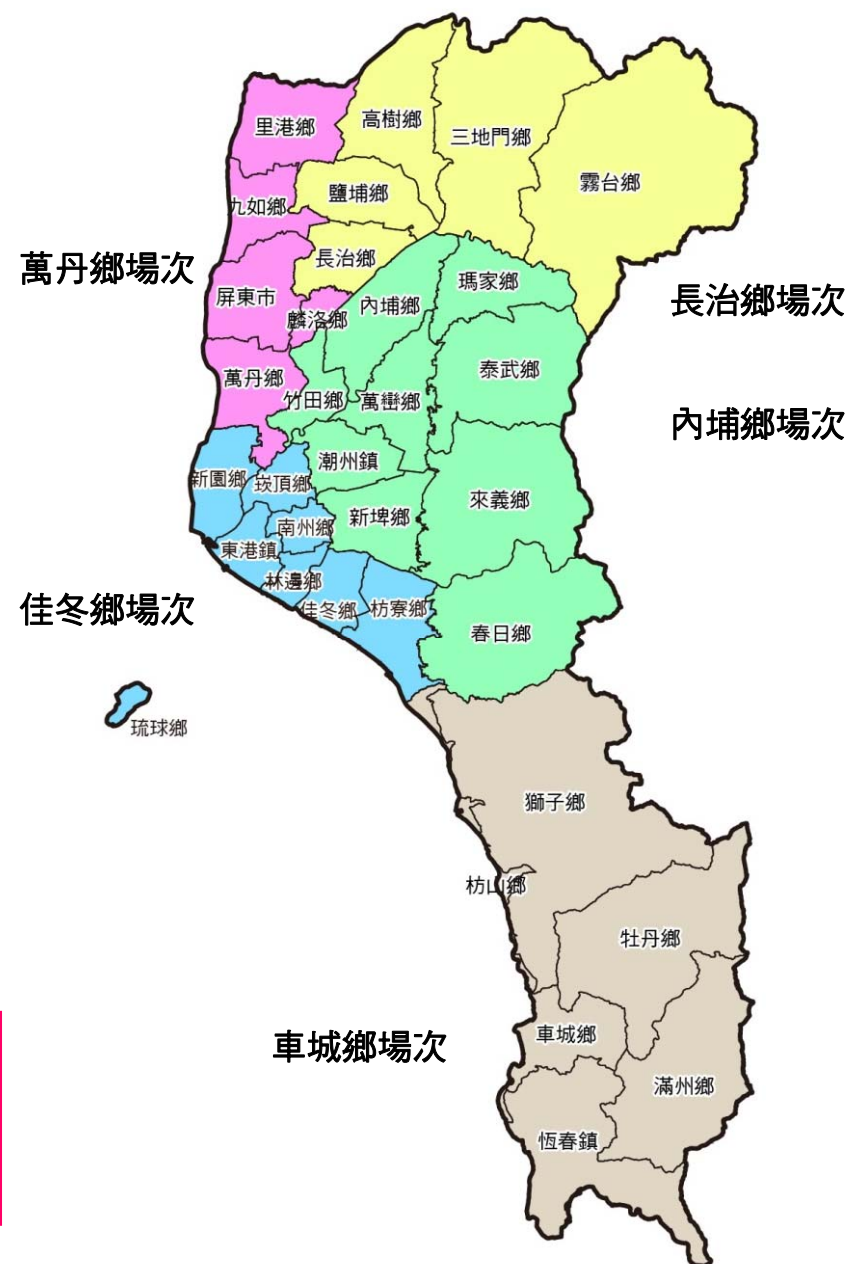 高樹鄉
里港鄉
三地門鄉
霧台鄉
鹽埔鄉
九如鄉
長治鄉
萬丹鄉場次
瑪家鄉
屏東市
內埔鄉
長治鄉場次
麟洛鄉
泰武鄉
萬丹鄉
竹田鄉
萬巒鄉
內埔鄉場次
潮州鎮
新園鄉
崁頂鄉
來義鄉
新埤鄉
南州鄉
東港鎮
林邊鄉
佳冬鄉場次
佳冬鄉
枋寮鄉
春日鄉
琉球鄉
獅子鄉
枋山鄉
牡丹鄉
車城鄉場次
車城鄉
滿州鄉
恆春鎮